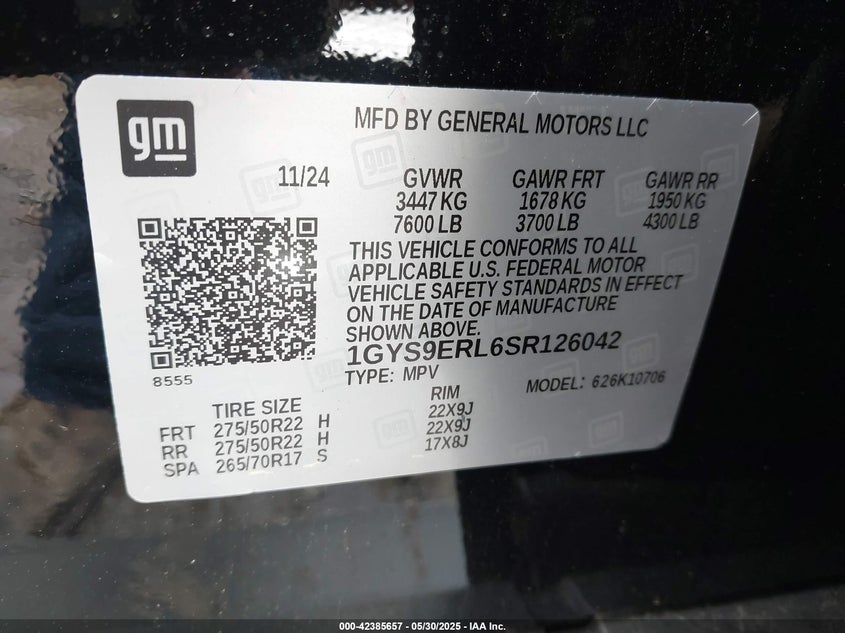 gm
MFD BY GENERAL MOTORS LLC
11/24 GVWR GAWR FRT GAWR RR
3447 KG 1678 KG 1950 KG
7600 LB 3700 LB 4300 LB
THIS VEHICLE CONFORMS TO ALL
APPLICABLE U.S. FEDERAL MOTOR
VEHICLE SAFETY STANDARDS IN EFFECT
ON THE DATE OF MANUFACTURE
SHOWN ABOVE.
1GYS9ERL6SR126042
8555
TYPE: MPV MODEL: 626K10706
TIRE SIZE RIM
FRT 275/50R22 H 22X9J
RR 275/50R22 H 22X9J
SPA 265/70R17 S 17X8J
000-42385657 - 05/30/2025 - IAA Inc.